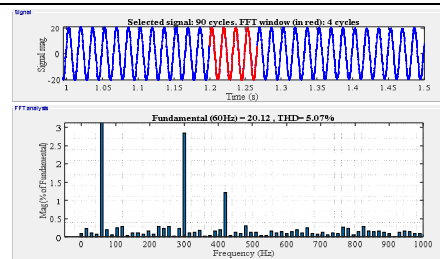 Signal
Selected signal: 90 cycles. FFT window (in red): 4 cycles
20
0
-20
Signal mag.
1 1.05 1.1 1.15 1.2 1.25 1.3 1.35 1.4 1.45 1.5
Time (s)
FFT analysis
Fundamental (60Hz) = 20.12 , THD= 5.07%
3
2.5
2
1.5
1
0.5
0
Mag (% of Fundamental)
0 100 200 300 400 500 600 700 800 900 1000
Frequency (Hz)